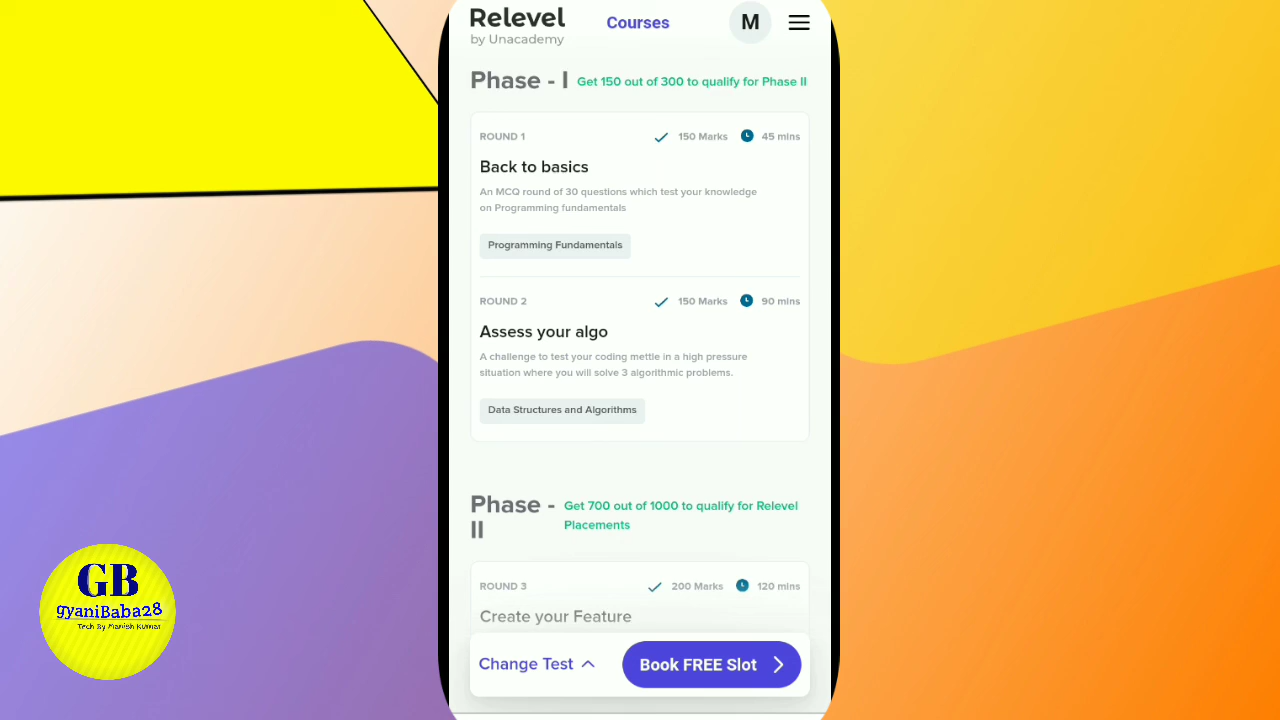 Relevel
by Unacademy
Courses
M
Phase - I
Get 150 out of 300 to qualify for Phase II
ROUND 1
150 Marks
45 mins
Back to basics
An MCQ round of 30 questions which test your knowledge
on Programming fundamentals
Programming Fundamentals
ROUND 2
150 Marks
90 mins
Assess your algo
A challenge to test your coding mettle in a high pressure
situation where you will solve 3 algorithmic problems.
Data Structures and Algorithms
Phase -
II
Get 700 out of 1000 to qualify for Relevel
Placements
ROUND 3
200 Marks
120 mins
Create your Feature
Change Test
Book FREE Slot
GB
gyaniBaba28
Tech By Manish Kumar